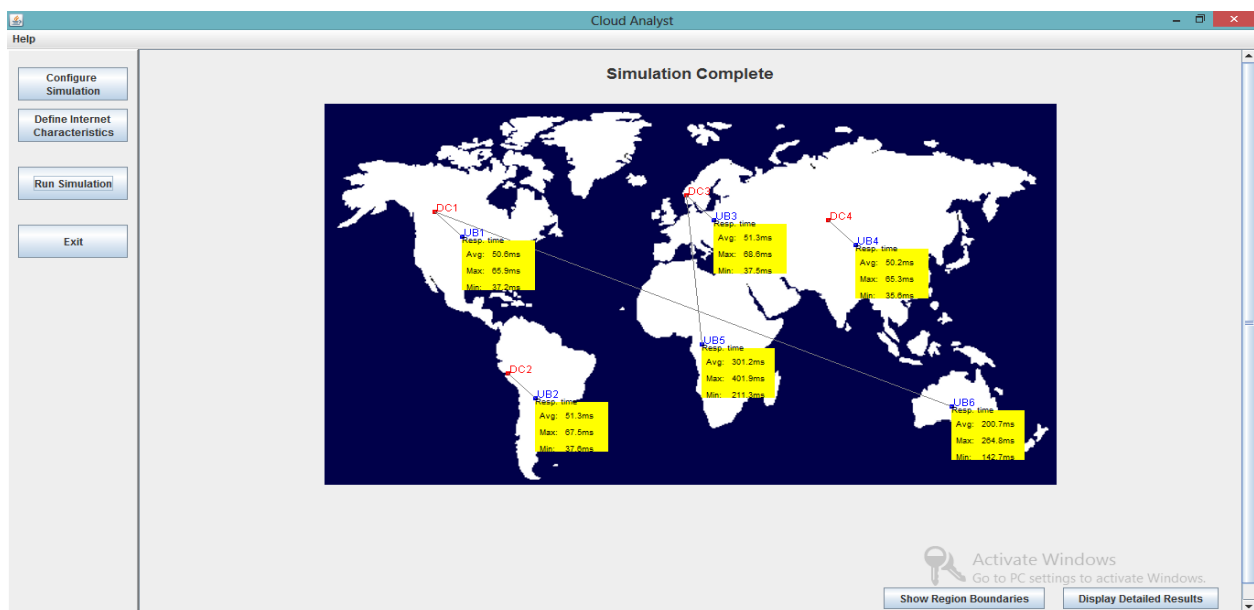 Cloud Analyst
Help
Configure
Simulation
Define Internet
Characteristics
Run Simulation
Exit
Simulation Complete
DC1
UB1
Resp. time
Avg: 50.6ms
Max: 65.9ms
Min: 37.2ms
DC2
UB2
Resp. time
Avg: 51.3ms
Max: 67.5ms
Min: 37.6ms
DC3
UB3
Resp. time
Avg: 51.3ms
Max: 68.6ms
Min: 37.5ms
DC4
UB4
Resp. time
Avg: 50.2ms
Max: 65.3ms
Min: 35.6ms
UB5
Resp. time
Avg: 301.2ms
Max: 401.9ms
Min: 211.3ms
UB6
Resp. time
Avg: 200.7ms
Max: 264.8ms
Min: 142.7ms
Activate Windows
Go to PC settings to activate Windows.
Show Region Boundaries
Display Detailed Results